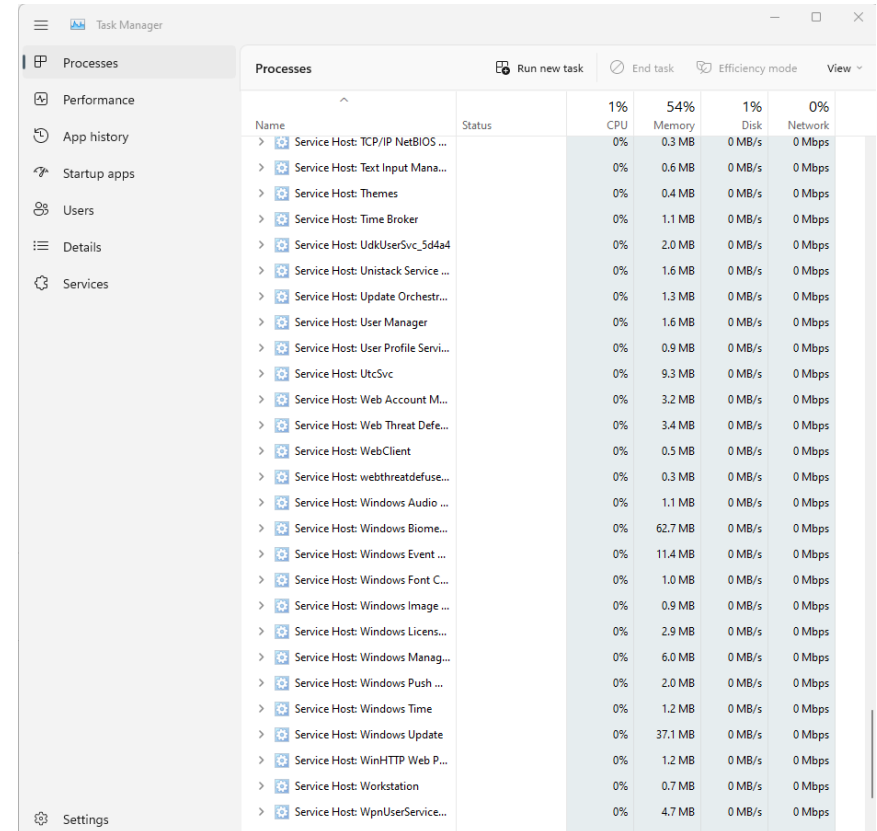 Task Manager
Processes
Performance
App history
Startup apps
Users
Details
Services
Settings
Processes
Run new task
End task
Efficiency mode
View
1% 54% 1% 0%
Name Status CPU Memory Disk Network
Service Host: TCP/IP NetBIOS ... 0% 0.3 MB 0 MB/s 0 Mbps
Service Host: Text Input Mana... 0% 0.6 MB 0 MB/s 0 Mbps
Service Host: Themes 0% 0.4 MB 0 MB/s 0 Mbps
Service Host: Time Broker 0% 1.1 MB 0 MB/s 0 Mbps
Service Host: UdkUserSvc_5d4a4 0% 2.0 MB 0 MB/s 0 Mbps
Service Host: Unistack Service ... 0% 1.6 MB 0 MB/s 0 Mbps
Service Host: Update Orchestr... 0% 1.3 MB 0 MB/s 0 Mbps
Service Host: User Manager 0% 1.6 MB 0 MB/s 0 Mbps
Service Host: User Profile Servi... 0% 0.9 MB 0 MB/s 0 Mbps
Service Host: UtcSvc 0% 9.3 MB 0 MB/s 0 Mbps
Service Host: Web Account M... 0% 3.2 MB 0 MB/s 0 Mbps
Service Host: Web Threat Defe... 0% 3.4 MB 0 MB/s 0 Mbps
Service Host: WebClient 0% 0.5 MB 0 MB/s 0 Mbps
Service Host: webthreatdefuse... 0% 0.3 MB 0 MB/s 0 Mbps
Service Host: Windows Audio ... 0% 1.1 MB 0 MB/s 0 Mbps
Service Host: Windows Biome... 0% 62.7 MB 0 MB/s 0 Mbps
Service Host: Windows Event ... 0% 11.4 MB 0 MB/s 0 Mbps
Service Host: Windows Font C... 0% 1.0 MB 0 MB/s 0 Mbps
Service Host: Windows Image ... 0% 0.9 MB 0 MB/s 0 Mbps
Service Host: Windows Licens... 0% 2.9 MB 0 MB/s 0 Mbps
Service Host: Windows Manag... 0% 6.0 MB 0 MB/s 0 Mbps
Service Host: Windows Push ... 0% 2.0 MB 0 MB/s 0 Mbps
Service Host: Windows Time 0% 1.2 MB 0 MB/s 0 Mbps
Service Host: Windows Update 0% 37.1 MB 0 MB/s 0 Mbps
Service Host: WinHTTP Web P... 0% 1.2 MB 0 MB/s 0 Mbps
Service Host: Workstation 0% 0.7 MB 0 MB/s 0 Mbps
Service Host: WpnUserService... 0% 4.7 MB 0 MB/s 0 Mbps